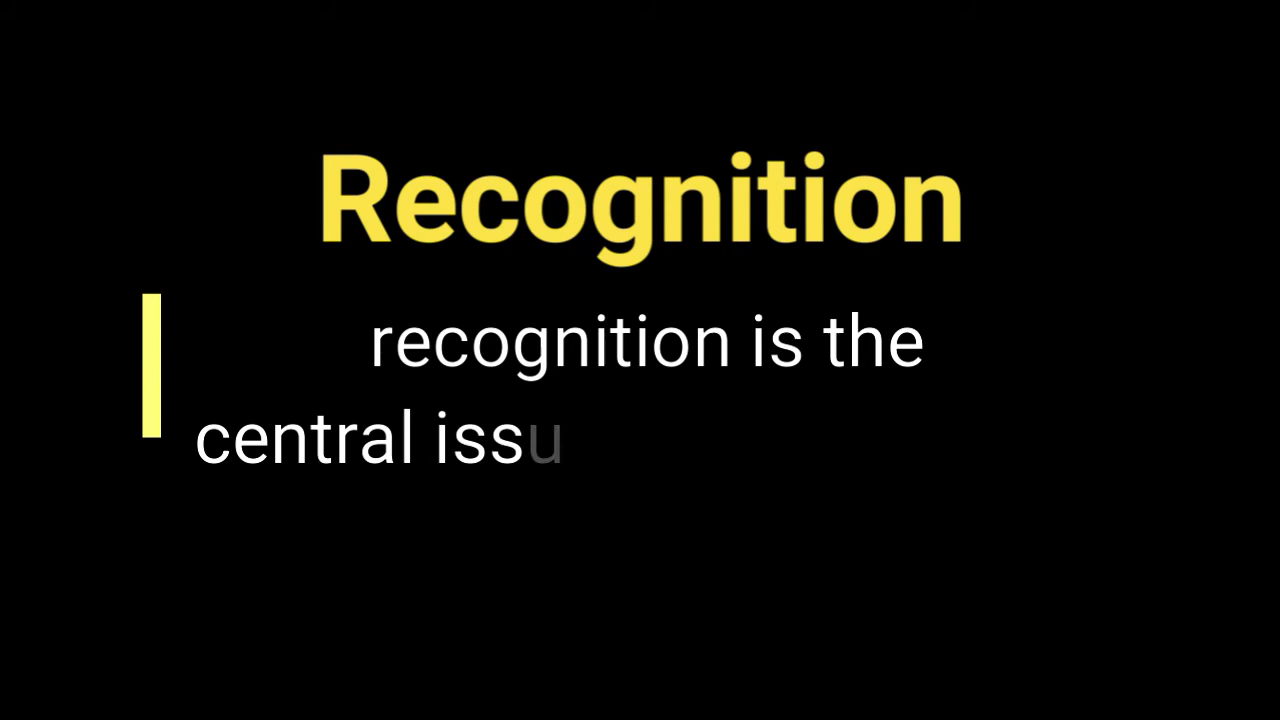 Recognition
recognition is the
central issu